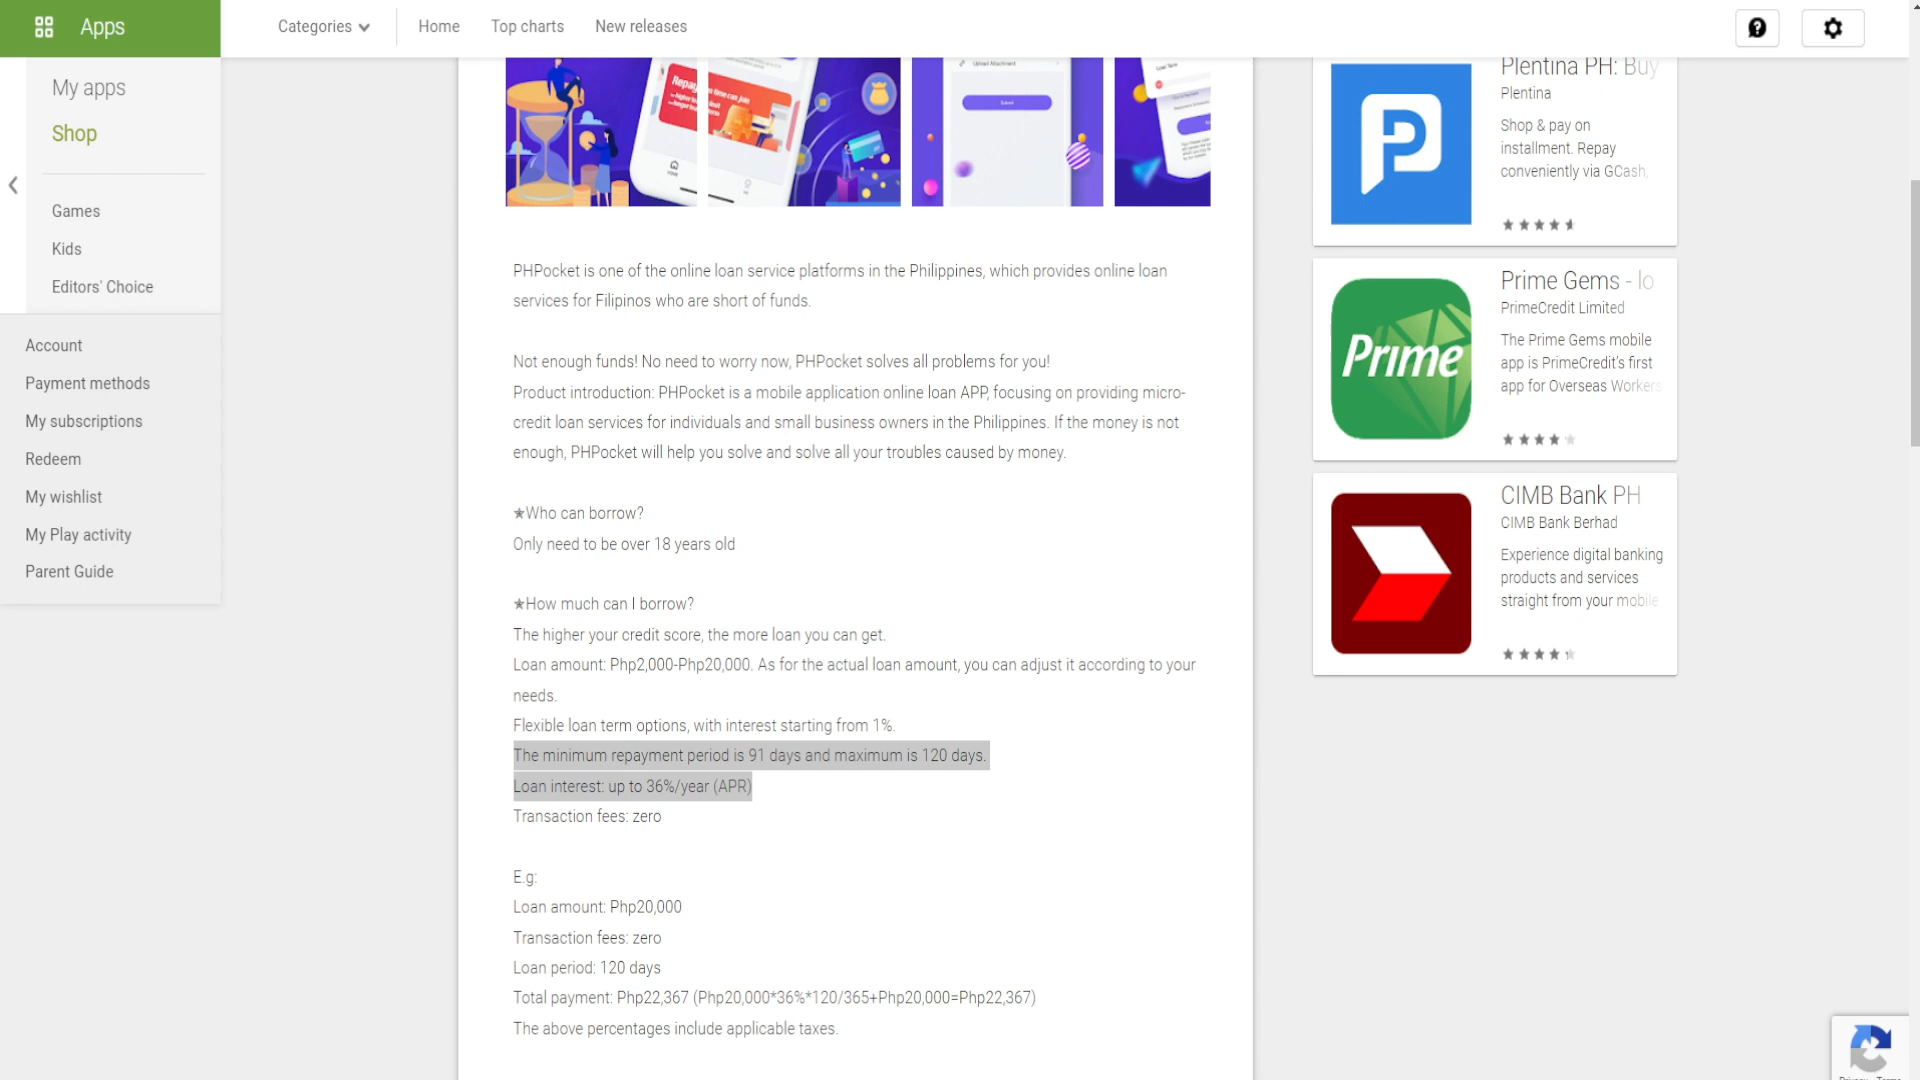 Apps
Categories
Home
Top charts
New releases
My apps
Shop
Games
Kids
Editors' Choice
Account
Payment methods
My subscriptions
Redeem
My wishlist
My Play activity
Parent Guide
Upload Attachment
Submit
PHPocket is one of the online loan service platforms in the Philippines, which provides online loan
services for Filipinos who are short of funds.
Not enough funds! No need to worry now, PHPocket solves all problems for you!
Product introduction: PHPocket is a mobile application online loan APP, focusing on providing micro-
credit loan services for individuals and small business owners in the Philippines. If the money is not
enough, PHPocket will help you solve and solve all your troubles caused by money.
★Who can borrow?
Only need to be over 18 years old
★How much can I borrow?
The higher your credit score, the more loan you can get.
Loan amount: Php2,000-Php20,000. As for the actual loan amount, you can adjust it according to your
needs.
Flexible loan term options, with interest starting from 1%.
The minimum repayment period is 91 days and maximum is 120 days.
Loan interest: up to 36%/year (APR)
Transaction fees: zero
E.g:
Loan amount: Php20,000
Transaction fees: zero
Loan period: 120 days
Total payment: Php22,367 (Php20,000*36%*120/365+Php20,000=Php22,367)
The above percentages include applicable taxes.
Plentina PH: Buy
Plentina
Shop & pay on
installment. Repay
conveniently via GCash,
Prime Gems - lo
PrimeCredit Limited
The Prime Gems mobile
app is PrimeCredit's first
app for Overseas Workers
Prime
CIMB Bank PH
CIMB Bank Berhad
Experience digital banking
products and services
straight from your mobile